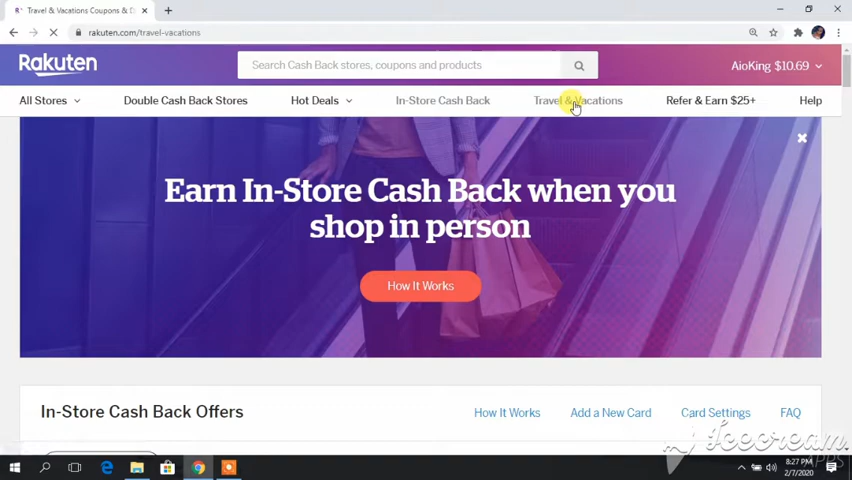 Travel & Vacations Coupons & D
rakuten.com/travel-vacations
Rakuten
Search Cash Back stores, coupons and products
AioKing $10.69
All Stores
Double Cash Back Stores
Hot Deals
In-Store Cash Back
Travel & Vacations
Refer & Earn $25+
Help
Earn In-Store Cash Back when you
shop in person
How It Works
In-Store Cash Back Offers
How It Works
Add a New Card
Card Settings
FAQ
Icecream
APPS
8:27 PM
2/7/2020